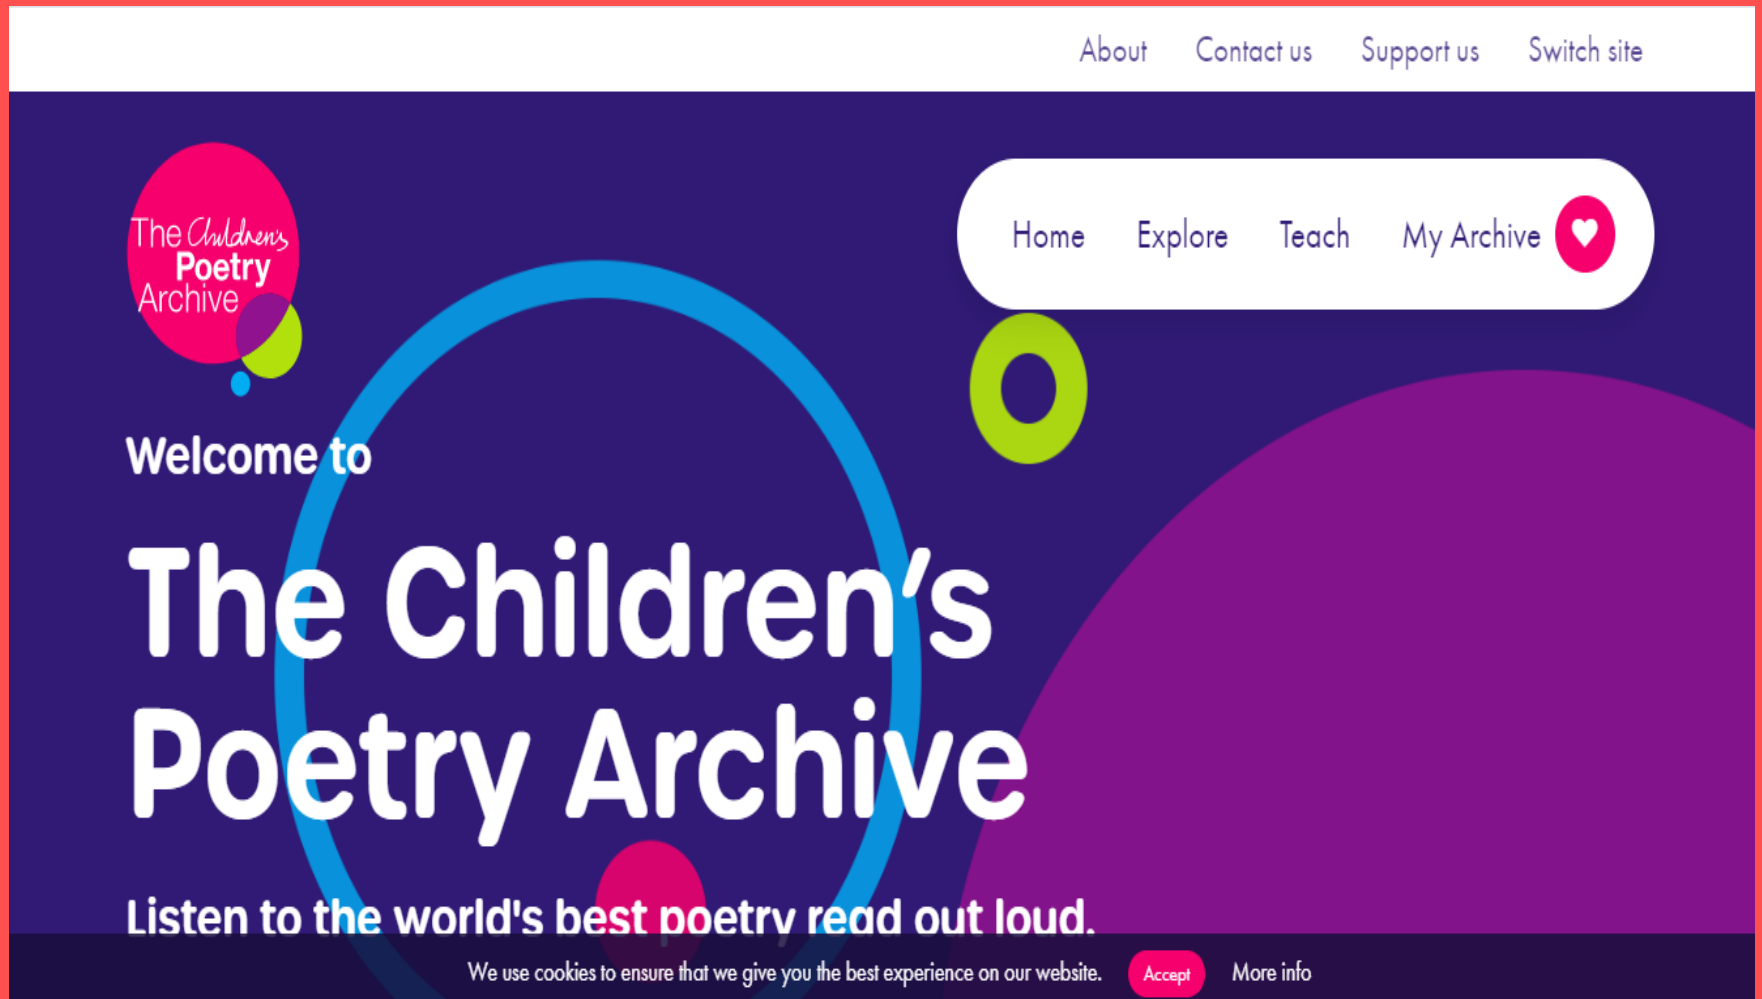 About Contact us Support us Switch site
The Children's
Poetry
Archive
Home Explore Teach My Archive
Welcome to
The Children's
Poetry Archive
Listen to the world's best poetry read out loud.
We use cookies to ensure that we give you the best experience on our website. Accept More info